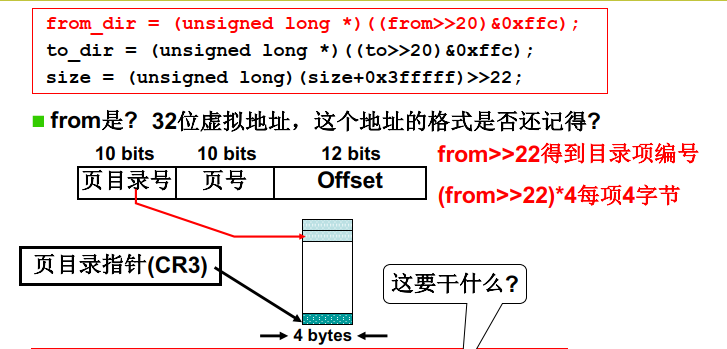 from_dir = (unsigned long *)((from>>20)&0xffc);
to_dir = (unsigned long *)((to>>20)&0xffc);
size = (unsigned long)(size+0x3fffff)>>22;
from是? 32位虚拟地址，这个地址的格式是否还记得?
10 bits 10 bits 12 bits
页目录号 页号 Offset
from>>22得到目录项编号
(from>>22)*4每项4字节
页目录指针(CR3)
这要干什么?
4 bytes